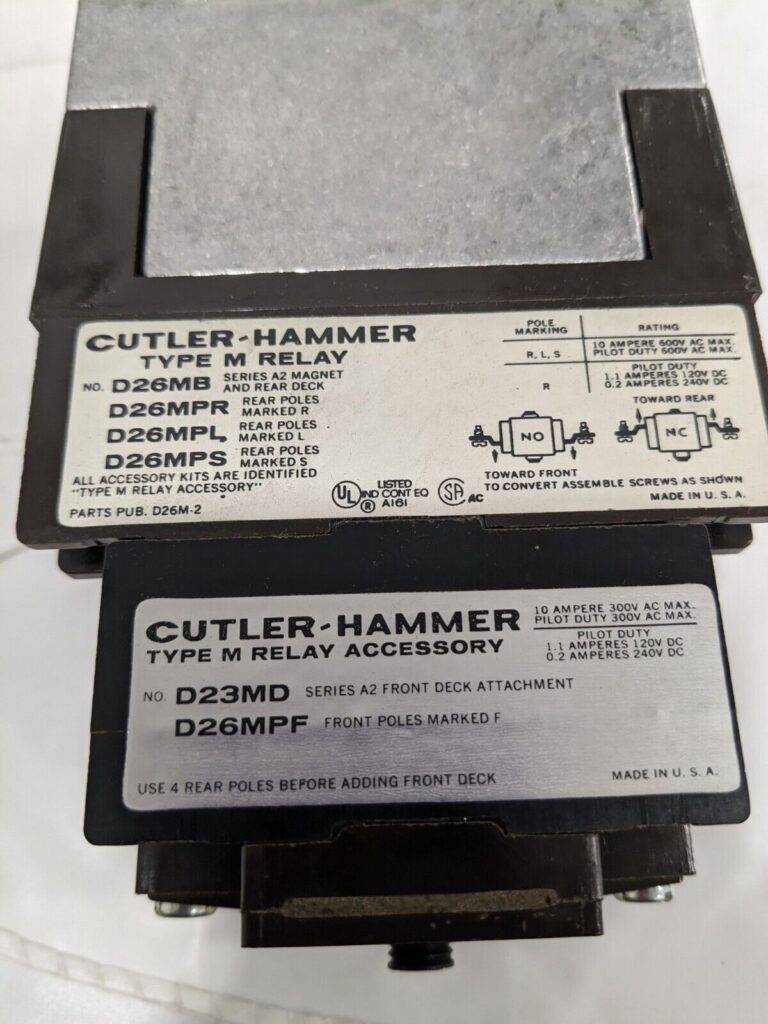 CUTLER-HAMMER
TYPE M RELAY
NO. D26MB SERIES A2 MAGNET AND REAR DECK
D26MPR REAR POLES MARKED R
D26MPL REAR POLES MARKED L
D26MPS REAR POLES MARKED S
ALL ACCESSORY KITS ARE IDENTIFIED
"TYPE M RELAY ACCESSORY"
PARTS PUB. D26M-2
UL ® LISTED IND CONT EQ A161
SA AC
POLE MARKING RATING
R, L, S 10 AMPERE 600V AC MAX. PILOT DUTY 600V AC MAX.
R PILOT DUTY 1.1 AMPERES 120V DC 0.2 AMPERES 240V DC
TOWARD REAR
NO NC
TOWARD FRONT
TO CONVERT ASSEMBLE SCREWS AS SHOWN
MADE IN U. S. A.
CUTLER-HAMMER
TYPE M RELAY ACCESSORY
10 AMPERE 300V AC MAX.
PILOT DUTY 300V AC MAX.
PILOT DUTY
1.1 AMPERES 120V DC
0.2 AMPERES 240V DC
NO. D23MD SERIES A2 FRONT DECK ATTACHMENT
D26MPF FRONT POLES MARKED F
USE 4 REAR POLES BEFORE ADDING FRONT DECK
MADE IN U. S. A.